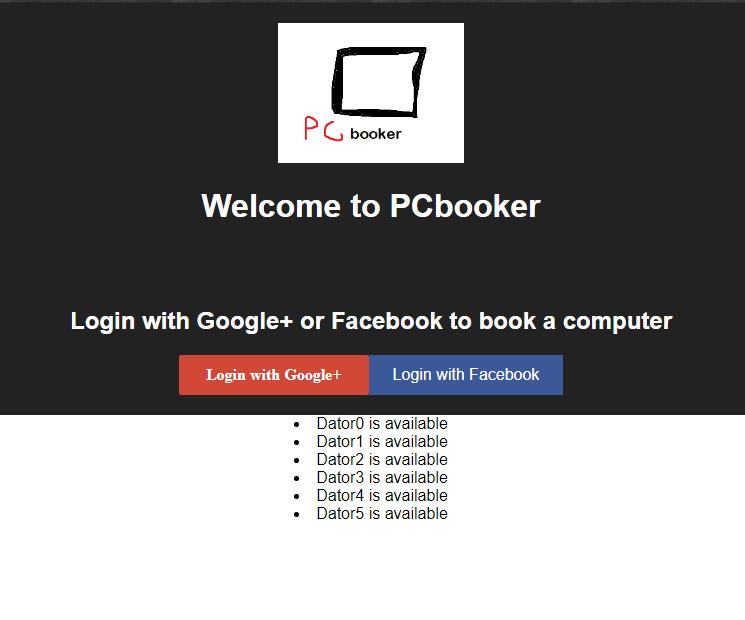 PC booker
Welcome to PCbooker
Login with Google+ or Facebook to book a computer
Login with Google+ Login with Facebook
Dator0 is available
Dator1 is available
Dator2 is available
Dator3 is available
Dator4 is available
Dator5 is available